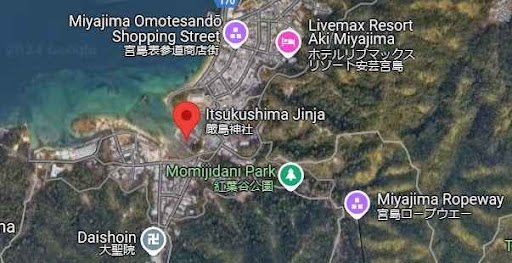 170
Miyajima Omotesandō
Shopping Street
宮島表参道商店街
Livemax Resort
Aki Miyajima
ホテルリブマックス
リゾート安芸宮島
Itsukushima Jinja
厳島神社
Momijidani Park
紅葉谷公園
Miyajima Ropeway
宮島ロープウエー
Daishoin
大聖院
na